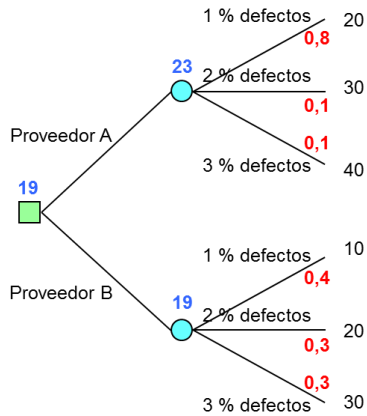 1 % defectos
20
0,8
23
2 % defectos
30
0,1
Proveedor A
0,1
3 % defectos
40
19
1 % defectos
10
0,4
Proveedor B
19
2 % defectos
20
0,3
0,3
3 % defectos
30